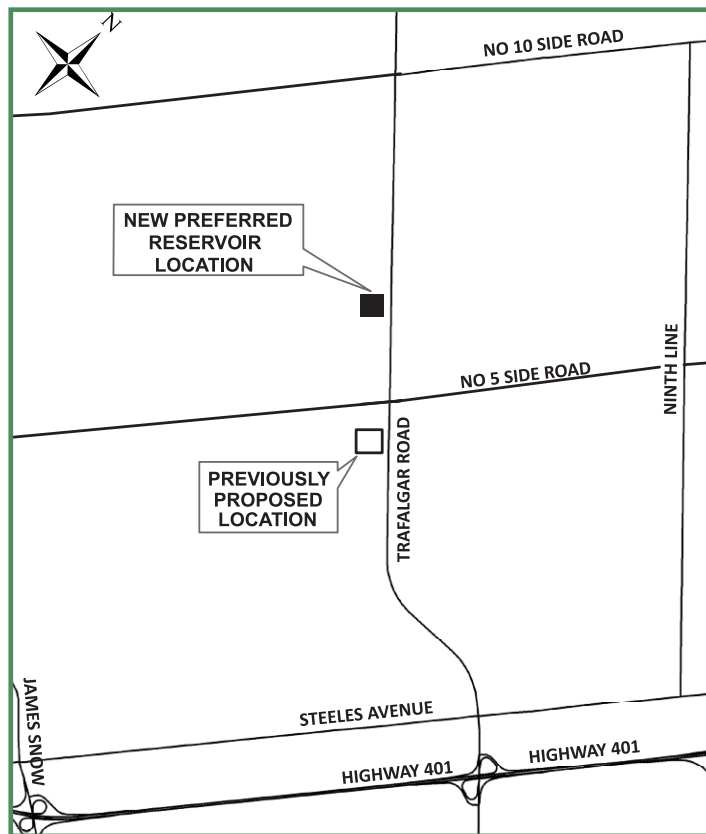 N
NO 10 SIDE ROAD
NEW PREFERRED
RESERVOIR
LOCATION
NINTH LINE
NO 5 SIDE ROAD
TRAFALGAR ROAD
PREVIOUSLY
PROPOSED
LOCATION
JAMES SNOW
STEELES AVENUE
HIGHWAY 401
HIGHWAY 401